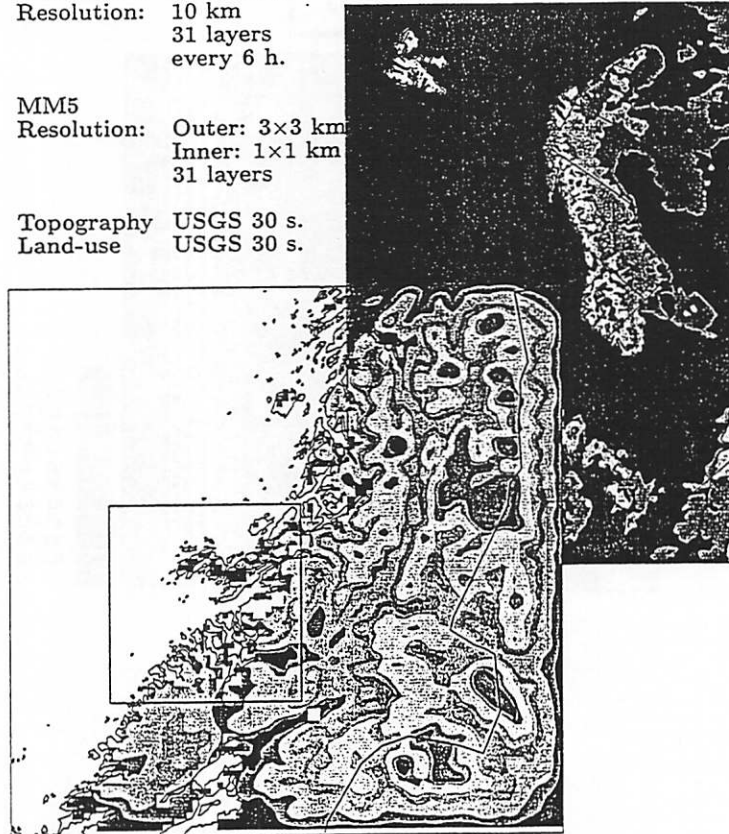 Resolution: 10 km
31 layers
every 6 h.
MM5
Resolution: Outer: 3×3 km
Inner: 1×1 km
31 layers
Topography USGS 30 s.
Land-use USGS 30 s.